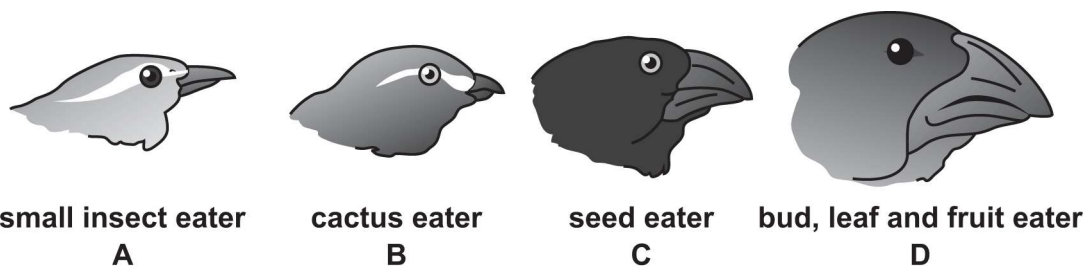 small insect eater
A
cactus eater
B
seed eater
C
bud, leaf and fruit eater
D